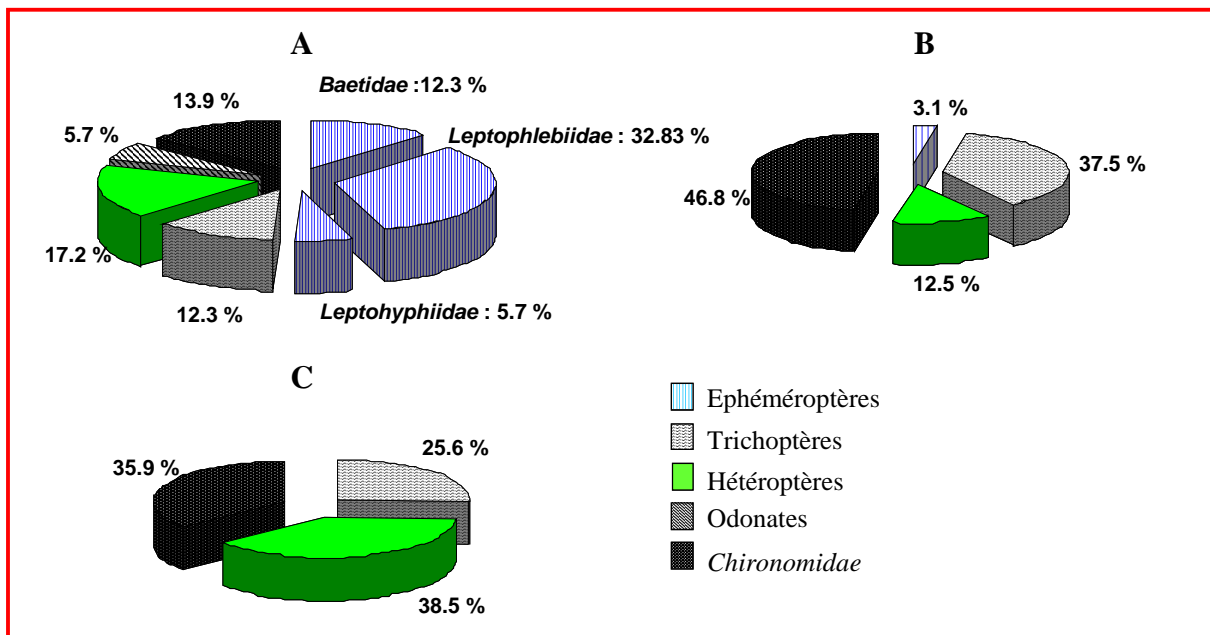 A
Baetidae :12.3 %
Leptophlebiidae : 32.83 %
13.9 %
5.7 %
17.2 %
12.3 %
Leptohyphiidae : 5.7 %
B
3.1 %
37.5 %
46.8 %
12.5 %
C
25.6 %
35.9 %
38.5 %
Ephéméroptères
Trichoptères
Hétéroptères
Odonates
Chironomidae